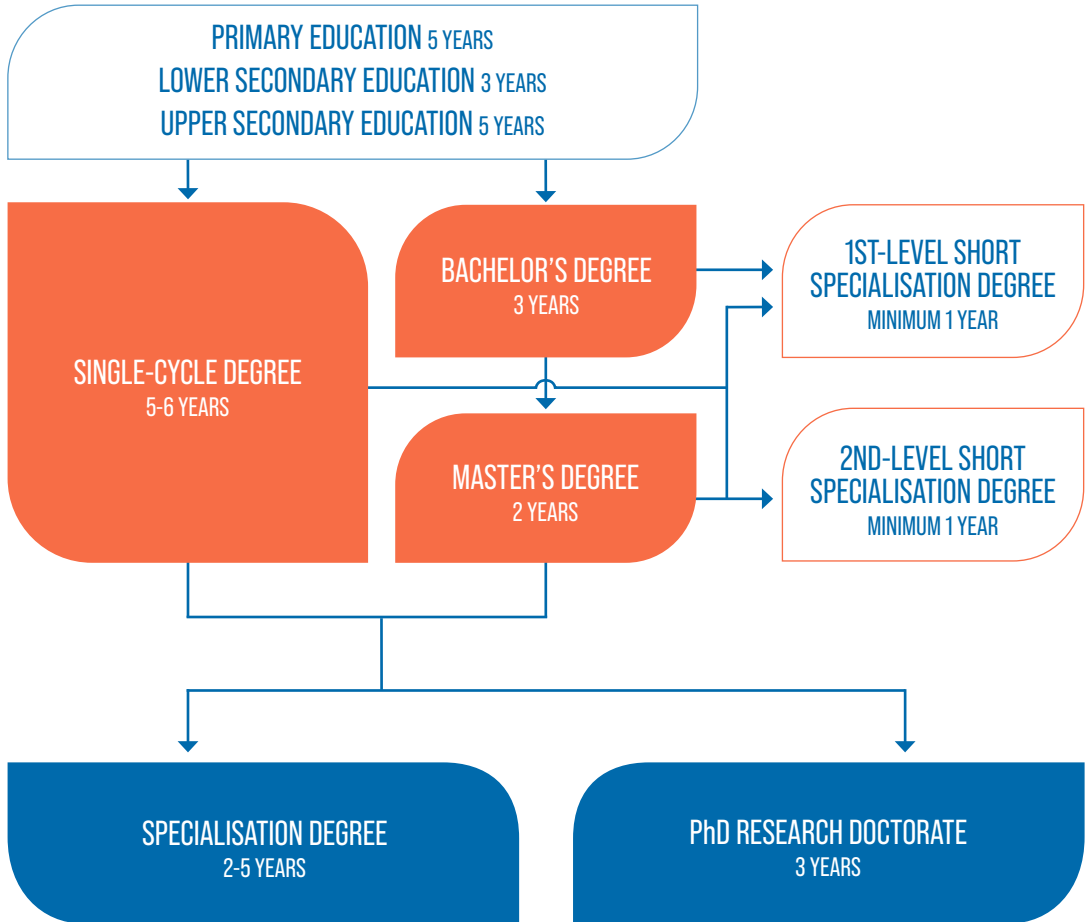 PRIMARY EDUCATION 5 YEARS
LOWER SECONDARY EDUCATION 3 YEARS
UPPER SECONDARY EDUCATION 5 YEARS
SINGLE-CYCLE DEGREE
5-6 YEARS
BACHELOR'S DEGREE
3 YEARS
1ST-LEVEL SHORT
SPECIALISATION DEGREE
MINIMUM 1 YEAR
MASTER'S DEGREE
2 YEARS
2ND-LEVEL SHORT
SPECIALISATION DEGREE
MINIMUM 1 YEAR
SPECIALISATION DEGREE
2-5 YEARS
PhD RESEARCH DOCTORATE
3 YEARS